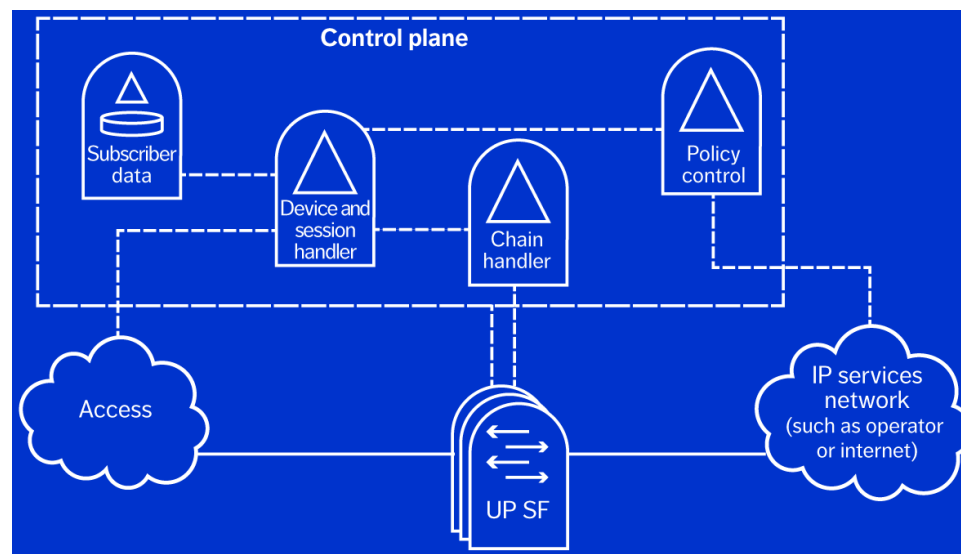 Control plane
Subscriber
data
Device and
session
handler
Chain
handler
Policy
control
Access
UP SF
IP services
network
(such as operator
or internet)